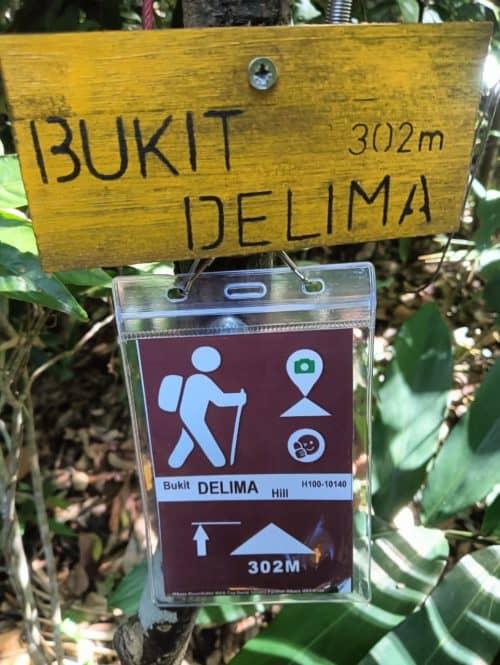 BUKIT 302m
DELIMA
Bukit DELIMA Hill H100-10140
302M